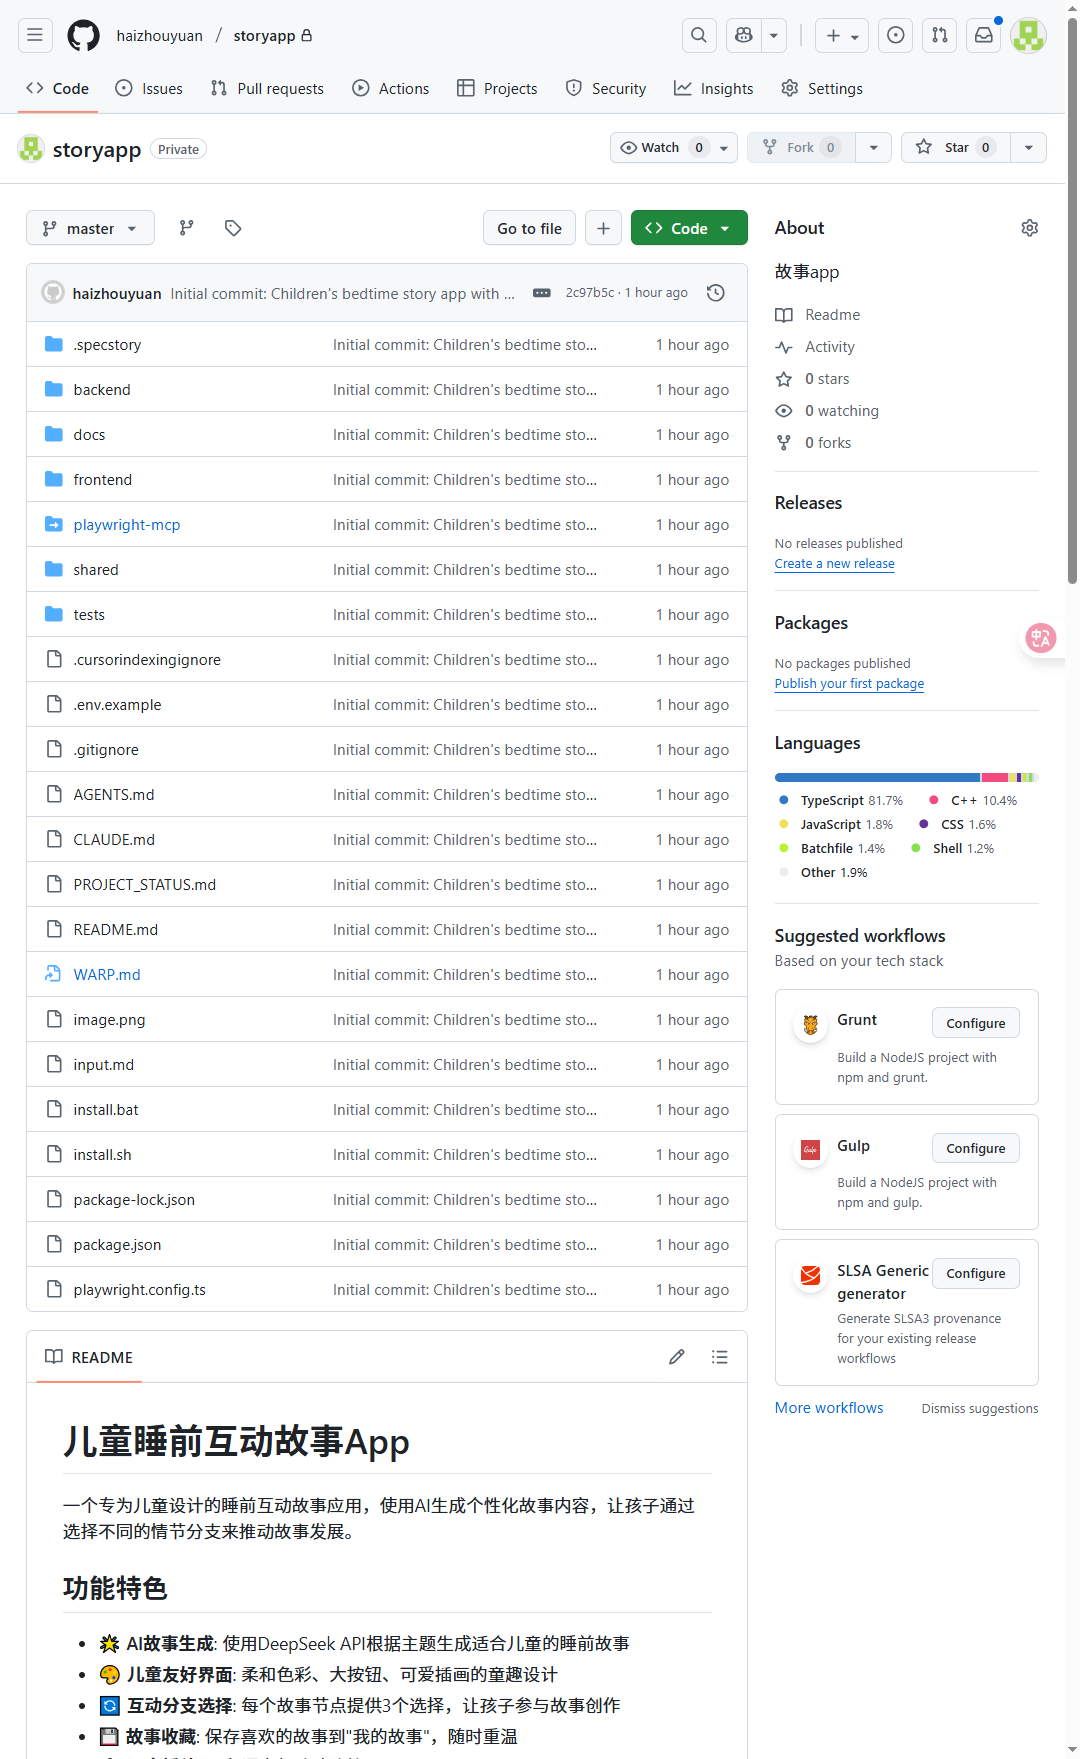 haizhouyuan / storyapp
Code Issues Pull requests Actions Projects Security Insights Settings
storyapp Private
Watch 0 Fork 0 Star 0
master Go to file Code
haizhouyuan Initial commit: Children's bedtime story app with ... 2c97b5c · 1 hour ago
.specstory Initial commit: Children's bedtime sto... 1 hour ago
backend Initial commit: Children's bedtime sto... 1 hour ago
docs Initial commit: Children's bedtime sto... 1 hour ago
frontend Initial commit: Children's bedtime sto... 1 hour ago
playwright-mcp Initial commit: Children's bedtime sto... 1 hour ago
shared Initial commit: Children's bedtime sto... 1 hour ago
tests Initial commit: Children's bedtime sto... 1 hour ago
.cursorindexingignore Initial commit: Children's bedtime sto... 1 hour ago
.env.example Initial commit: Children's bedtime sto... 1 hour ago
.gitignore Initial commit: Children's bedtime sto... 1 hour ago
AGENTS.md Initial commit: Children's bedtime sto... 1 hour ago
CLAUDE.md Initial commit: Children's bedtime sto... 1 hour ago
PROJECT_STATUS.md Initial commit: Children's bedtime sto... 1 hour ago
README.md Initial commit: Children's bedtime sto... 1 hour ago
WARP.md Initial commit: Children's bedtime sto... 1 hour ago
image.png Initial commit: Children's bedtime sto... 1 hour ago
input.md Initial commit: Children's bedtime sto... 1 hour ago
install.bat Initial commit: Children's bedtime sto... 1 hour ago
install.sh Initial commit: Children's bedtime sto... 1 hour ago
package-lock.json Initial commit: Children's bedtime sto... 1 hour ago
package.json Initial commit: Children's bedtime sto... 1 hour ago
playwright.config.ts Initial commit: Children's bedtime sto... 1 hour ago
README
儿童睡前互动故事App
一个专为儿童设计的睡前互动故事应用，使用AI生成个性化故事内容，让孩子通过
选择不同的情节分支来推动故事发展。
功能特色
🌟 AI故事生成: 使用DeepSeek API根据主题生成适合儿童的睡前故事
🎨 儿童友好界面: 柔和色彩、大按钮、可爱插画的童趣设计
🔄 互动分支选择: 每个故事节点提供3个选择，让孩子参与故事创作
💾 故事收藏: 保存喜欢的故事到"我的故事"，随时重温
About
故事app
Readme
Activity
0 stars
0 watching
0 forks
Releases
No releases published
Create a new release
Packages
No packages published
Publish your first package
Languages
TypeScript 81.7% C++ 10.4%
JavaScript 1.8% CSS 1.6%
Batchfile 1.4% Shell 1.2%
Other 1.9%
Suggested workflows
Based on your tech stack
Grunt Configure
Build a NodeJS project with
npm and grunt.
Gulp Configure
Build a NodeJS project with
npm and gulp.
SLSA Generic Configure
generator
Generate SLSA3 provenance
for your existing release
workflows
More workflows Dismiss suggestions